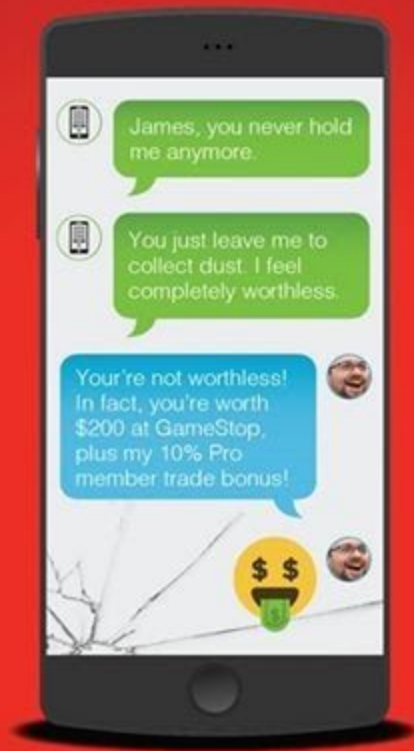 James, you never hold
me anymore.
You just leave me to
collect dust. I feel
completely worthless.
Your're not worthless!
In fact, you're worth
$200 at GameStop,
plus my 10% Pro
member trade bonus!
$ $